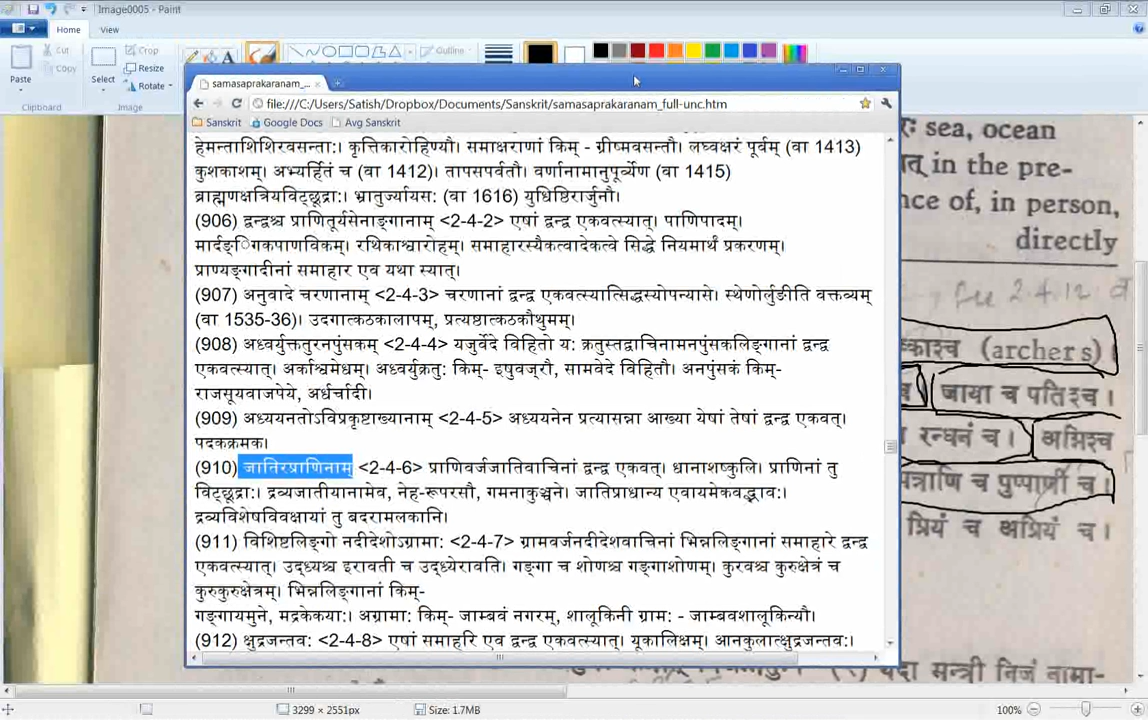 Image0005 - Paint
Home
View
Paste
Cut
Copy
Clipboard
Select
Crop
Resize
Rotate
Image
Outline
samasaprakaranam_...
file:///C:/Users/Satish/Dropbox/Documents/Sanskrit/samasaprakaranam_full-unc.htm
Sanskrit
Google Docs
Avg Sanskrit
हेमन्तशिशिरवसन्ताः। कृत्तिकारोहिण्यौ। समाक्षराणां किम् - ग्रीष्मवसन्तौ। लघ्वक्षरं पूर्वम् (वा 1413)
कुशकाशम्। अभ्यर्हितं च (वा 1412)। तापसपर्वतौ। वर्णानामानुपूर्व्येण (वा 1415)
ब्राह्मणक्षत्रियविट्छूद्राः। भ्रातुर्ज्यायसः (वा 1616) युधिष्ठिरार्जुनौ।
(906) द्वन्द्वश्च प्राणितूर्यसेनाङ्गानाम् <2-4-2> एषां द्वन्द्व एकवत्स्यात्। पाणिपादम्।
मार्दङ्िगकपाणविकम्। रथिकाश्वारोहम्। समाहारस्यैकत्वादेकत्वे सिद्धे नियमार्थं प्रकरणम्।
प्राण्यङ्गादीनां समाहार एव यथा स्यात्।
(907) अनुवादे चरणानाम् <2-4-3> चरणानां द्वन्द्व एकवत्स्यात्सिद्धस्योपन्यासे। स्थेणोर्लुङीति वक्तव्यम्
(वा 1535-36)। उदगात्कठकालापम्, प्रत्यष्ठात्कठकौथुमम्।
(908) अध्वर्युक्तुतुरनपुंसकम् <2-4-4> यजुर्वेदे विहितो यः क्रतुस्तद्वाचिनामनपुंसकलिङ्गानां द्वन्द्व
एकवत्स्यात्। अर्काश्वमेधम्। अध्वर्युक्रतुः किम्- इषुवज्रौ, सामवेदे विहितौ। अनपुंसकं किम्-
राजसूयवाजपेये, अर्धर्चादी।
(909) अध्ययनतोऽविप्रकृष्टाख्यानाम् <2-4-5> अध्ययनेन प्रत्यासन्ना आख्या येषां तेषां द्वन्द्व एकवत्।
पदकक्रमक।
(910) जातिरप्राणिनाम् <2-4-6> प्राणिवर्जजातिवाचिनां द्वन्द्व एकवत्। धानाशष्कुलि। प्राणिनां तु
विट्छूद्राः। द्रव्यजातीयानामेव, नेह-रूपरसौ, गमनाकुञ्चने। जातिप्राधान्य एवायमेकवद्भावः।
द्रव्यविशेषविवक्षायां तु बदरामलकानि।
(911) विशिष्टलिङ्गो नदीदेशोऽग्रामाः <2-4-7> ग्रामवर्जनदीदेशवाचिनां भिन्नलिङ्गानां समाहारे द्वन्द्व
एकवत्स्यात्। उद्ध्यश्च इरावती च उद्ध्येरावति। गङ्गा च शोणश्च गङ्गाशोणम्। कुरवश्च कुरुक्षेत्रं च
कुरुकुरुक्षेत्रम्। भिन्नलिङ्गानां किम्-
गङ्गायमुने, मद्रकेकयाः। अग्रामाः किम्- जाम्बवं नगरम्, शालूकिनी ग्रामः - जाम्बवशालूकिन्यौ।
(912) क्षुद्रजन्तवः <2-4-8> एषां समाहारे एव द्वन्द्व एकवत्स्यात्। यूकालिक्षम्। आनकुलात्क्षुद्रजन्तवः।
sea, ocean
in the pre-
nce of, in person,
directly
2.4.12
काश्च (archers)
जाया च पतिश्च।
रन्धनं च। अग्निश्च
पत्राणि च पुष्पाणी च।
प्रियं च अप्रियं च।
(९) यदा मन्त्री निजं नामा-
3299 × 2551px
Size: 1.7MB
100%